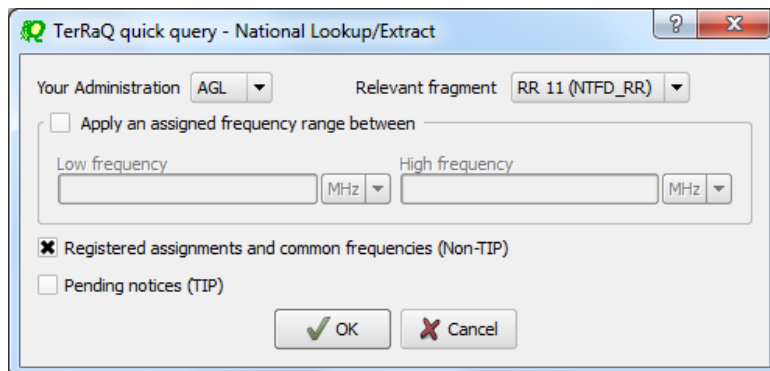 TerRaQ quick query - National Lookup/Extract
?
X
Your Administration AGL Relevant fragment RR 11 (NTFD_RR)
Apply an assigned frequency range between
Low frequency High frequency
MHz MHz
Registered assignments and common frequencies (Non-TIP)
Pending notices (TIP)
OK Cancel